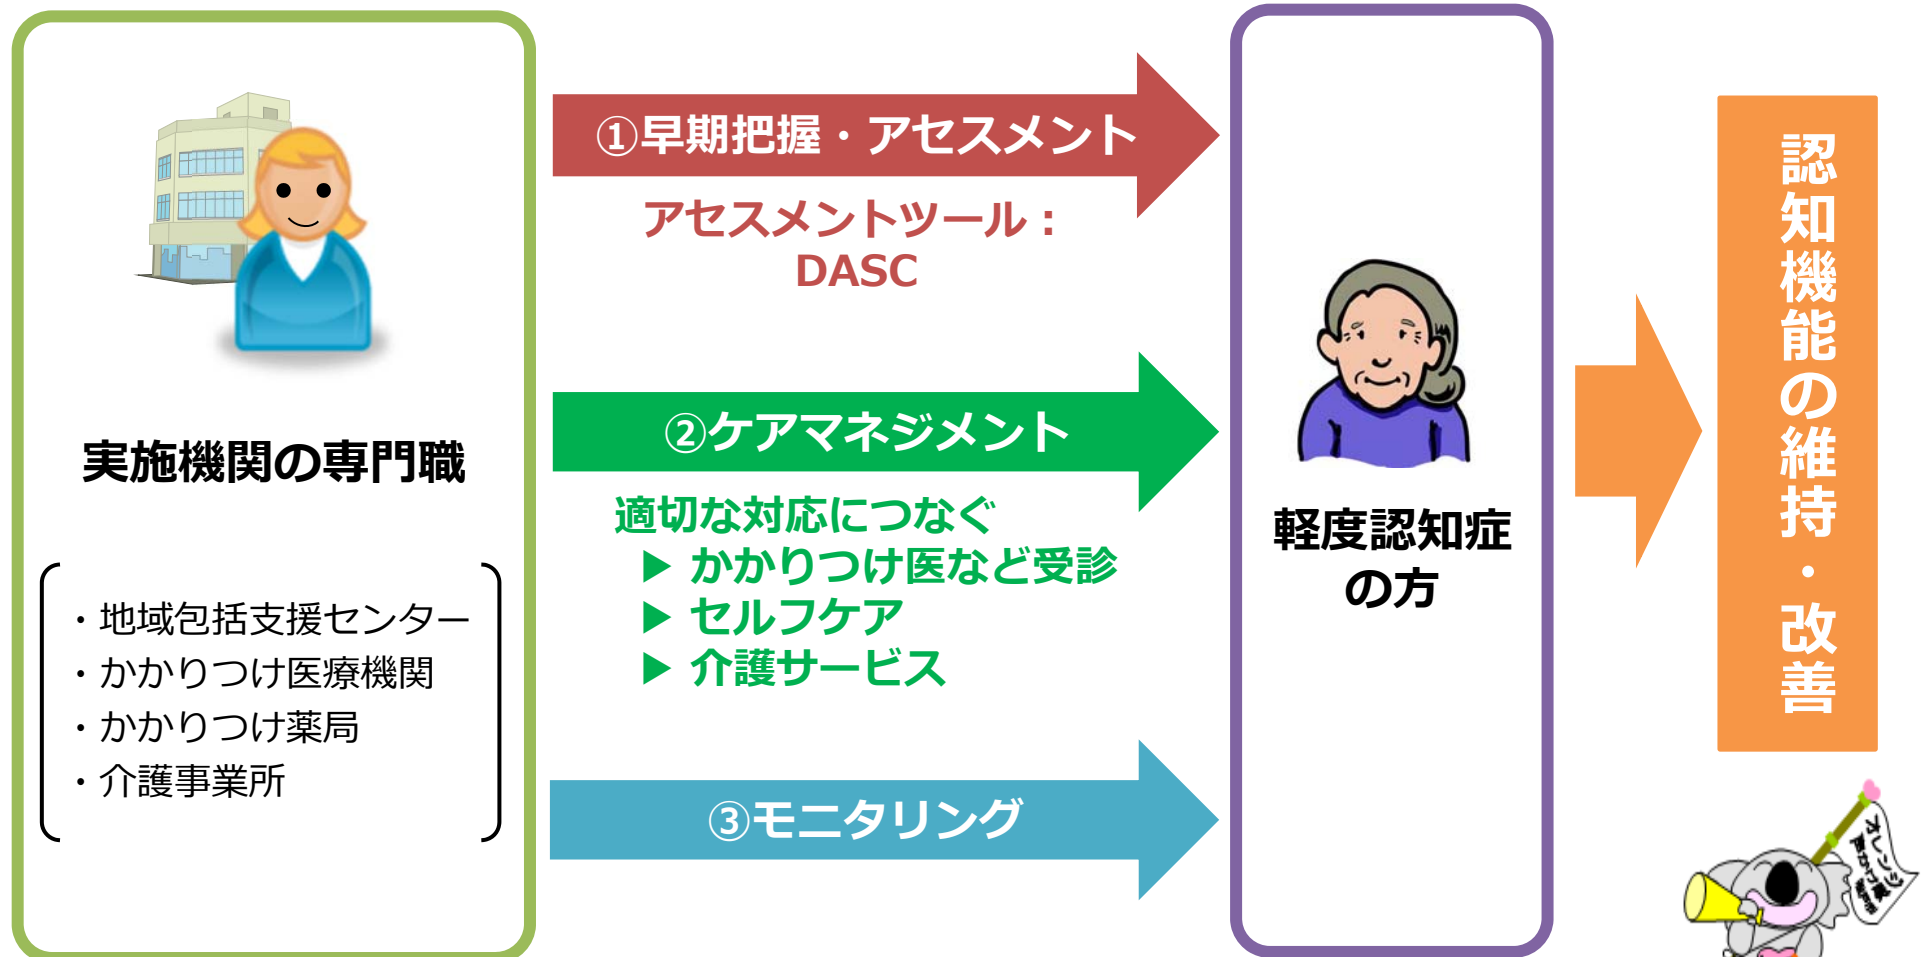 実施機関の専門職
・地域包括支援センター
・かかりつけ医療機関
・かかりつけ薬局
・介護事業所
①早期把握・アセスメント
アセスメントツール：
DASC
②ケアマネジメント
適切な対応につなぐ
▶ かかりつけ医など受診
▶ セルフケア
▶ 介護サービス
③モニタリング
軽度認知症
の方
認知機能の維持・改善
オレンジ